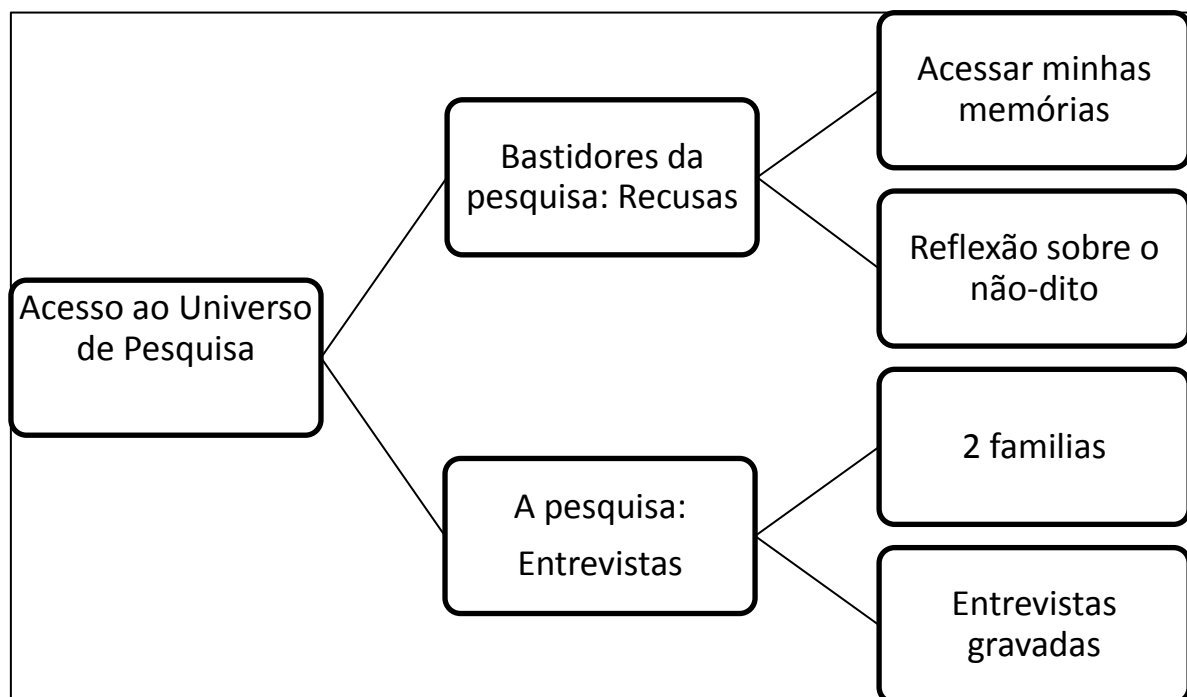 Acesso ao Universo
de Pesquisa
Bastidores da
pesquisa: Recusas
Acessar minhas
memórias
Reflexão sobre o
não-dito
A pesquisa:
Entrevistas
2 familias
Entrevistas
gravadas